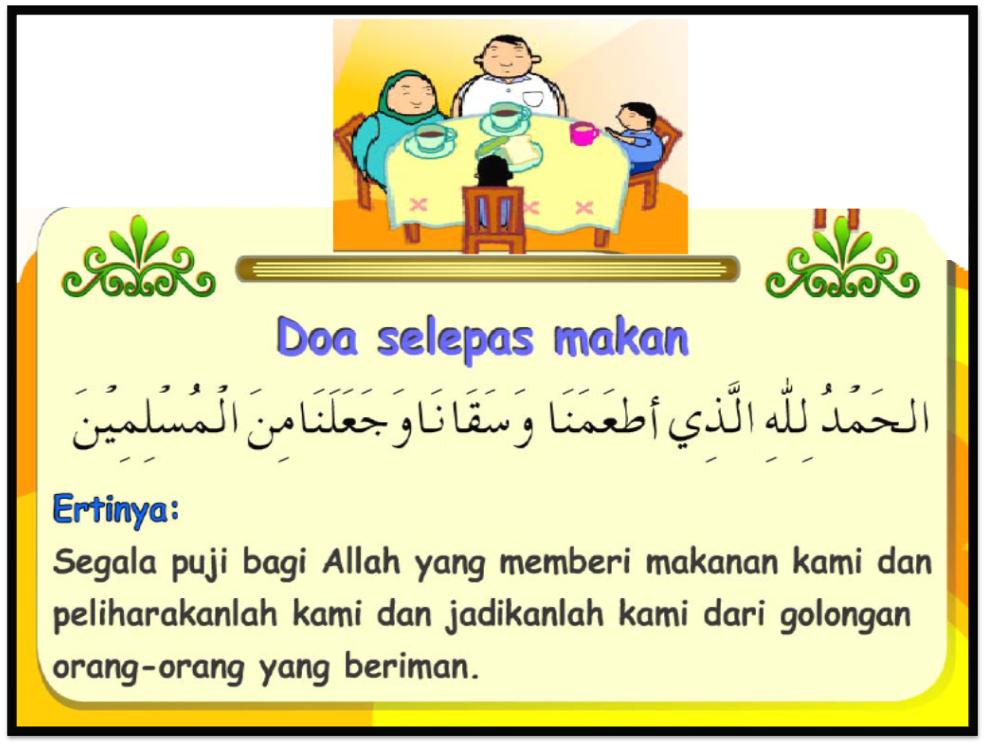 Doa selepas makan
الحَمْدُ لِلّٰهِ الَّذِي أطعَمَنَا وَسَقَانَا وَجَعَلَنَا مِنَ الْمُسْلِمِيْنَ
Ertinya:
Segala puji bagi Allah yang memberi makanan kami dan
peliharakanlah kami dan jadikanlah kami dari golongan
orang-orang yang beriman.